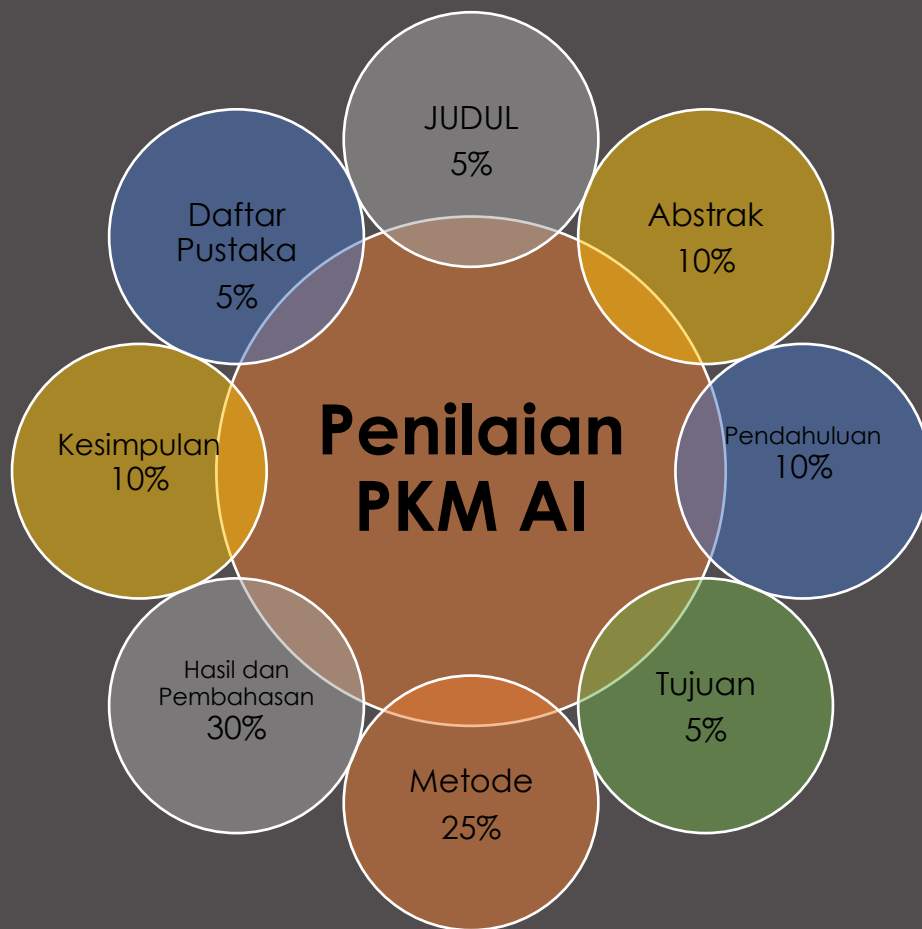 JUDUL
5%
Abstrak
10%
Pendahuluan
10%
Tujuan
5%
Metode
25%
Hasil dan
Pembahasan
30%
Kesimpulan
10%
Daftar
Pustaka
5%
Penilaian
PKM AI